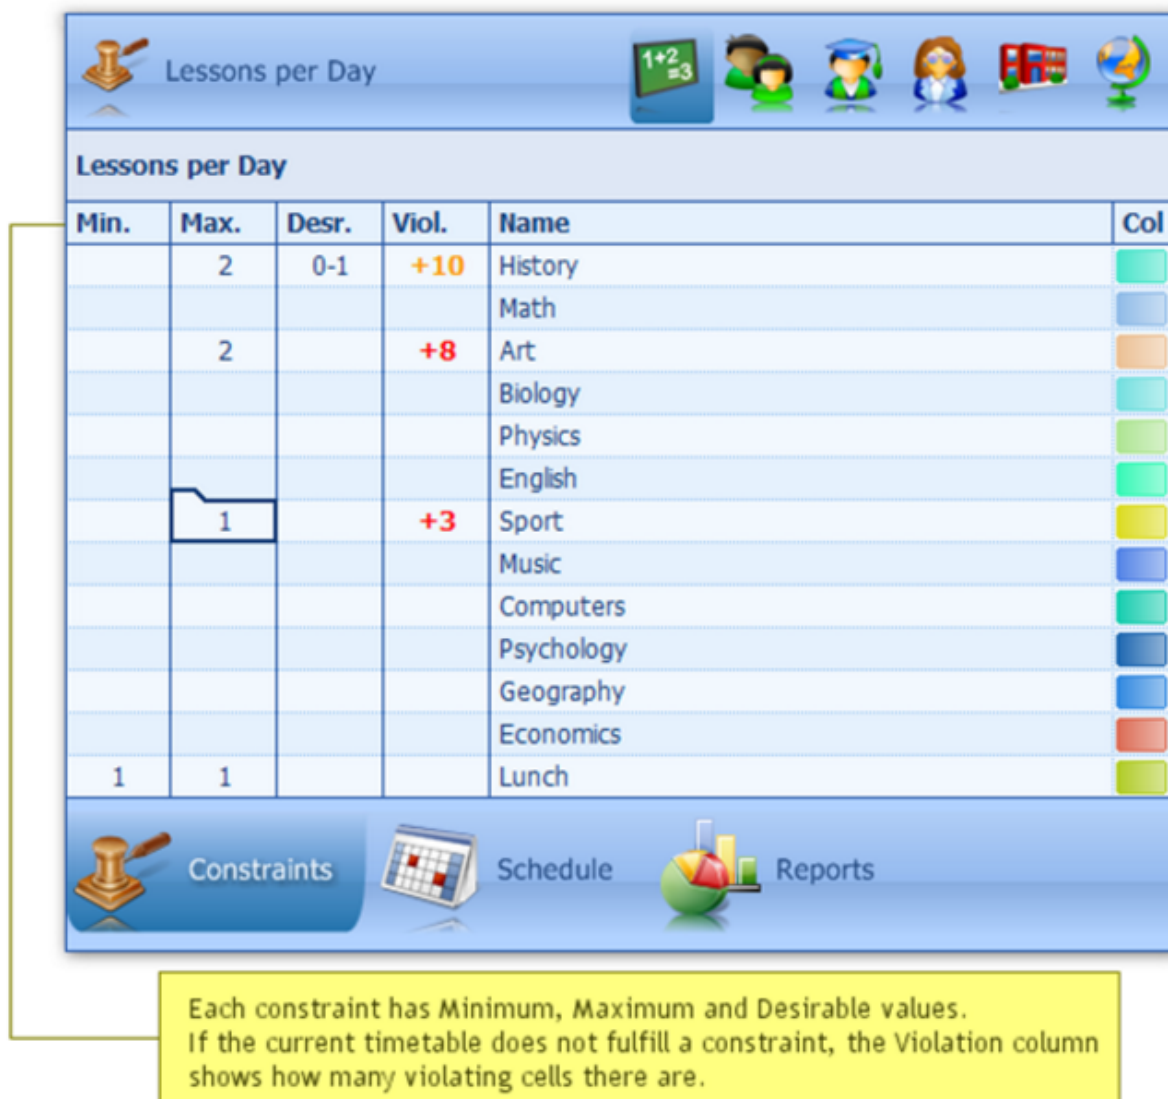 Lessons per Day
1+2
=3
Lessons per Day
Min. Max. Desr. Viol. Name Col
2 0-1 +10 History
Math
2 +8 Art
Biology
Physics
English
1 +3 Sport
Music
Computers
Psychology
Geography
Economics
1 1 Lunch
Constraints Schedule Reports
Each constraint has Minimum, Maximum and Desirable values.
If the current timetable does not fulfill a constraint, the Violation column
shows how many violating cells there are.